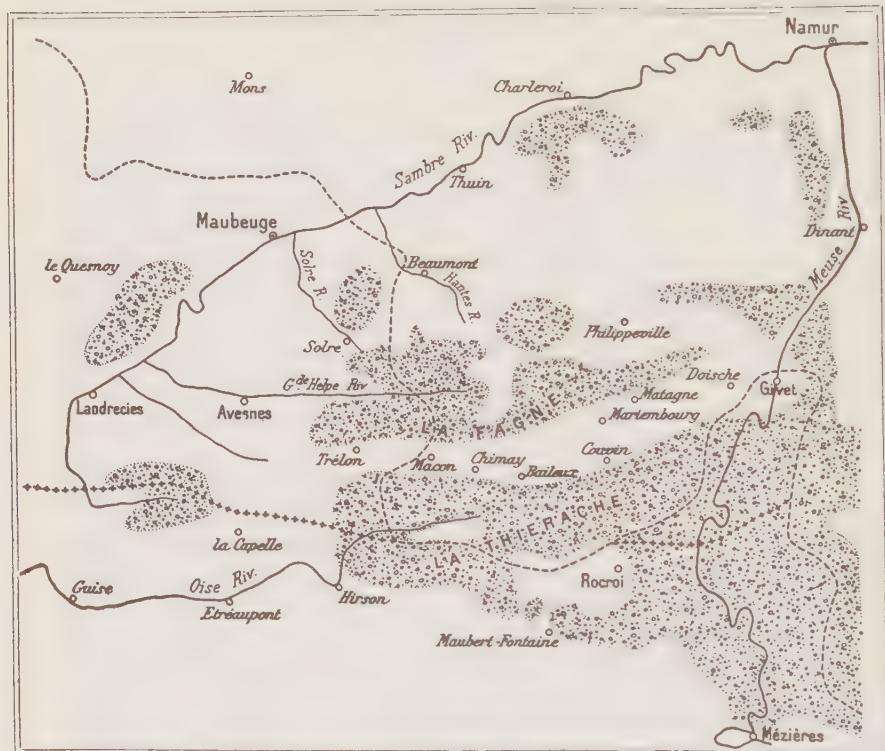 Namur
Mons
Charleroi
Sambre Riv.
Thuin
Maubeuge
Meuse Riv
Dinant
le Quesnoy
Solre R.
Beaumont
Hantes R.
Philippeville
Solre
Gde Helpe Riv
Doische
Givet
Landrecies
Avesnes
Matagne
LA FAGNE
Mariembourg
Trélon
Macon
Chimay
Couvin
Baileux
LA THIERACHE
la Capelle
Rocroi
Guise
Oise Riv.
Etréaupont
Hirson
Maubert-Fontaine
Mézières